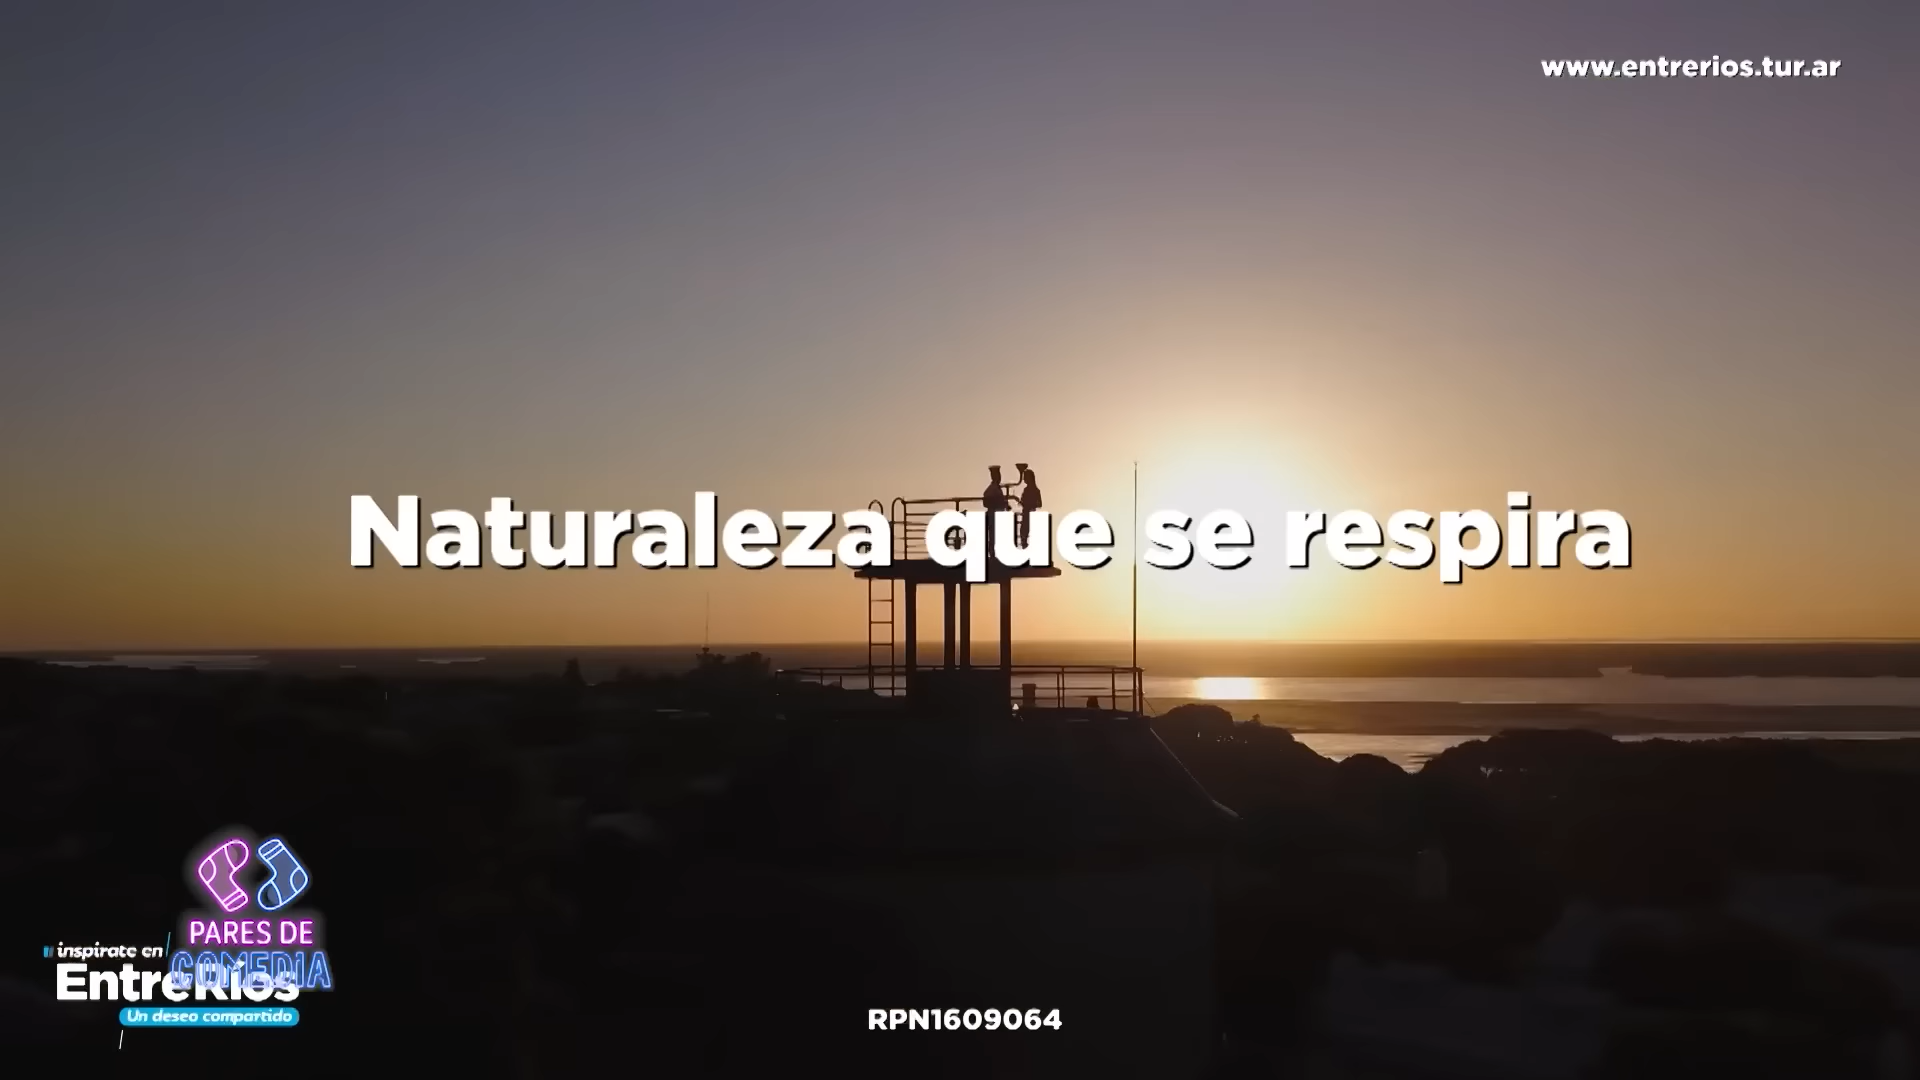 www.entrerios.tur.ar
Naturaleza que se respira
PARES DE
COMEDIA
inspirate en
EntreRíos
Un deseo compartido
RPN1609064